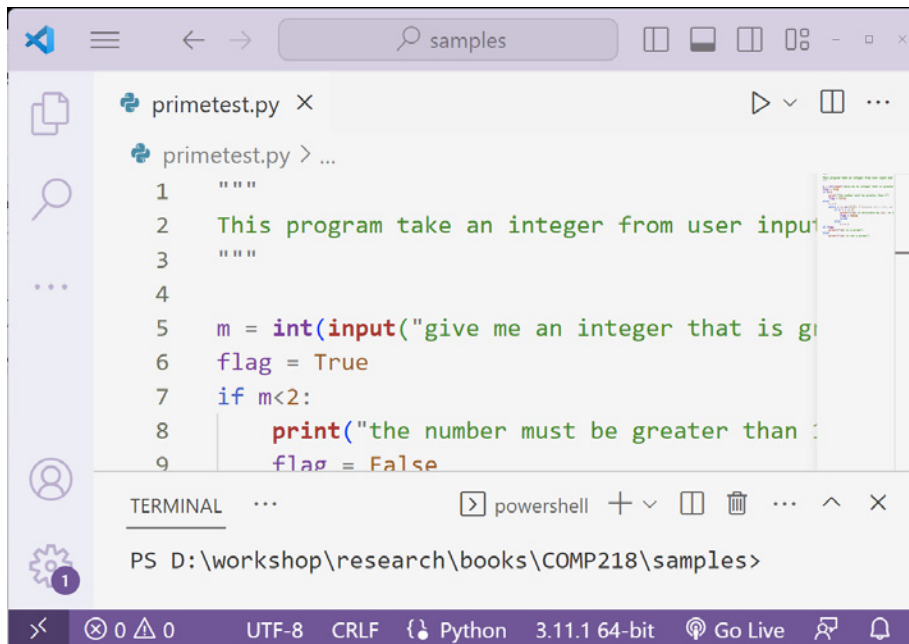 samples
primetest.py
primetest.py > ...
1 """
2 This program take an integer from user input
3 """
4
5 m = int(input("give me an integer that is gr
6 flag = True
7 if m<2:
8 print("the number must be greater than 1
9 flag = False
TERMINAL ... powershell
PS D:\workshop\research\books\COMP218\samples>
1
0 0 UTF-8 CRLF Python 3.11.1 64-bit Go Live